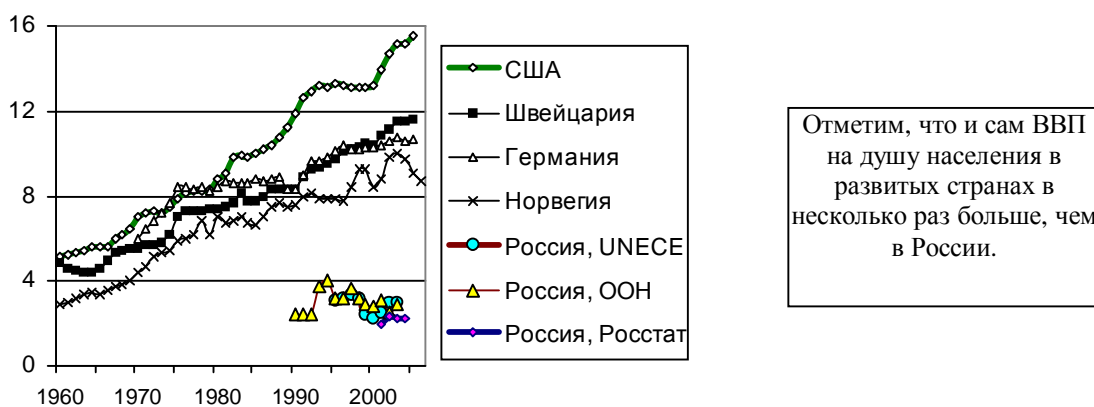 16
12
8
4
0
1960 1970 1980 1990 2000
США
Швейцария
Германия
Норвегия
Россия, UNECE
Россия, ООН
Россия, Росстат
Отметим, что и сам ВВП
на душу населения в
развитых странах в
несколько раз больше, чем
в России.